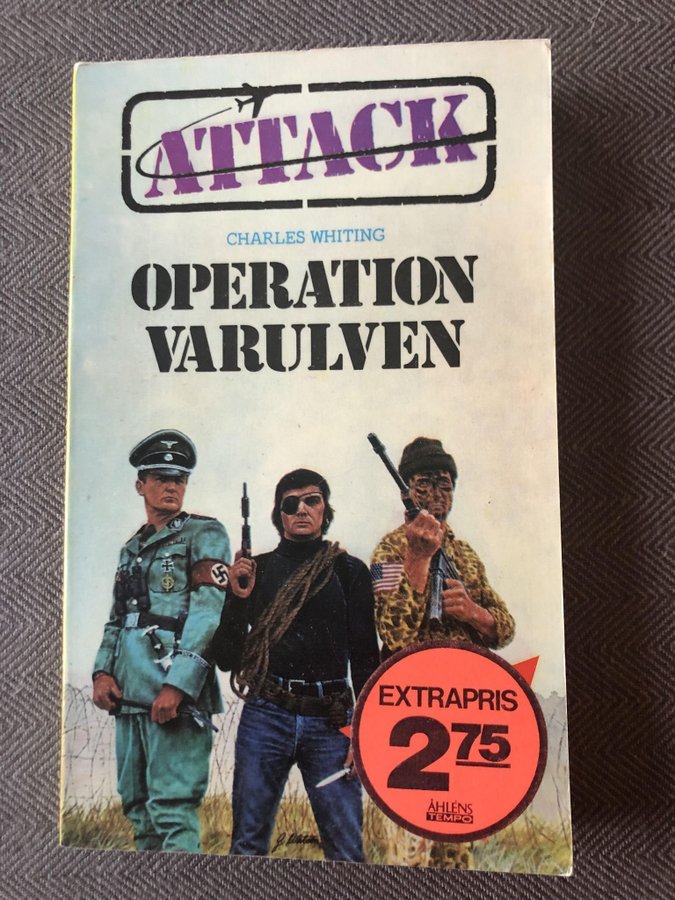 ATTACK
CHARLES WHITING
OPERATION
VARULVEN
EXTRAPRIS
2 75
ÅHLÉNS
TEMPO